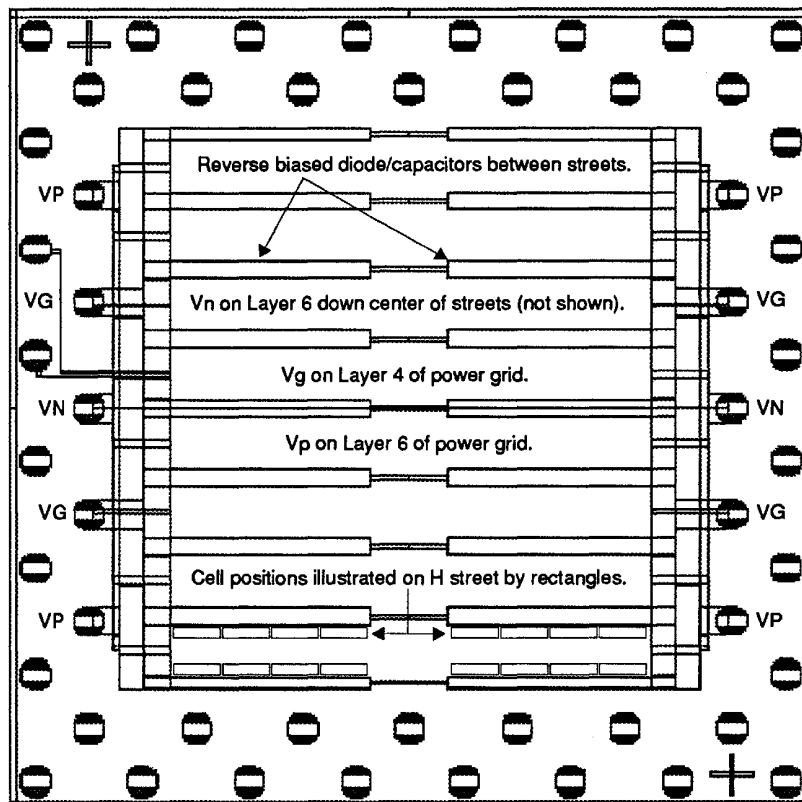 Reverse biased diode/capacitors between streets.
VP VP
VG VG
Vn on Layer 6 down center of streets (not shown).
Vg on Layer 4 of power grid.
VN VN
Vp on Layer 6 of power grid.
VG VG
Cell positions illustrated on H street by rectangles.
VP VP